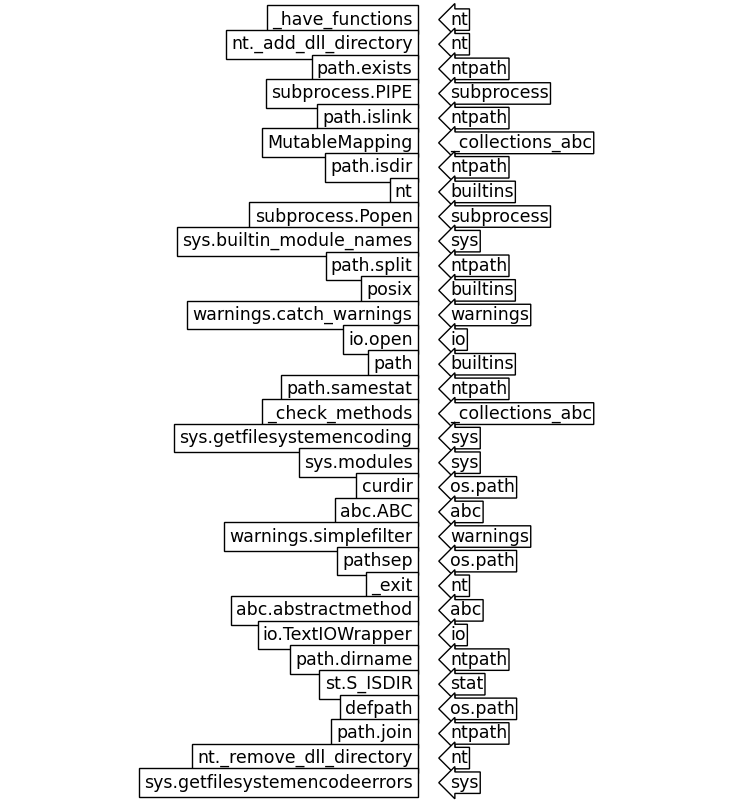 _have_functions nt
nt._add_dll_directory nt
path.exists ntpath
subprocess.PIPE subprocess
path.islink ntpath
MutableMapping _collections_abc
path.isdir ntpath
nt builtins
subprocess.Popen subprocess
sys.builtin_module_names sys
path.split ntpath
posix builtins
warnings.catch_warnings warnings
io.open io
path builtins
path.samestat ntpath
_check_methods _collections_abc
sys.getfilesystemencoding sys
sys.modules sys
curdir os.path
abc.ABC abc
warnings.simplefilter warnings
pathsep os.path
_exit nt
abc.abstractmethod abc
io.TextIOWrapper io
path.dirname ntpath
st.S_ISDIR stat
defpath os.path
path.join ntpath
nt._remove_dll_directory nt
sys.getfilesystemencodeerrors sys